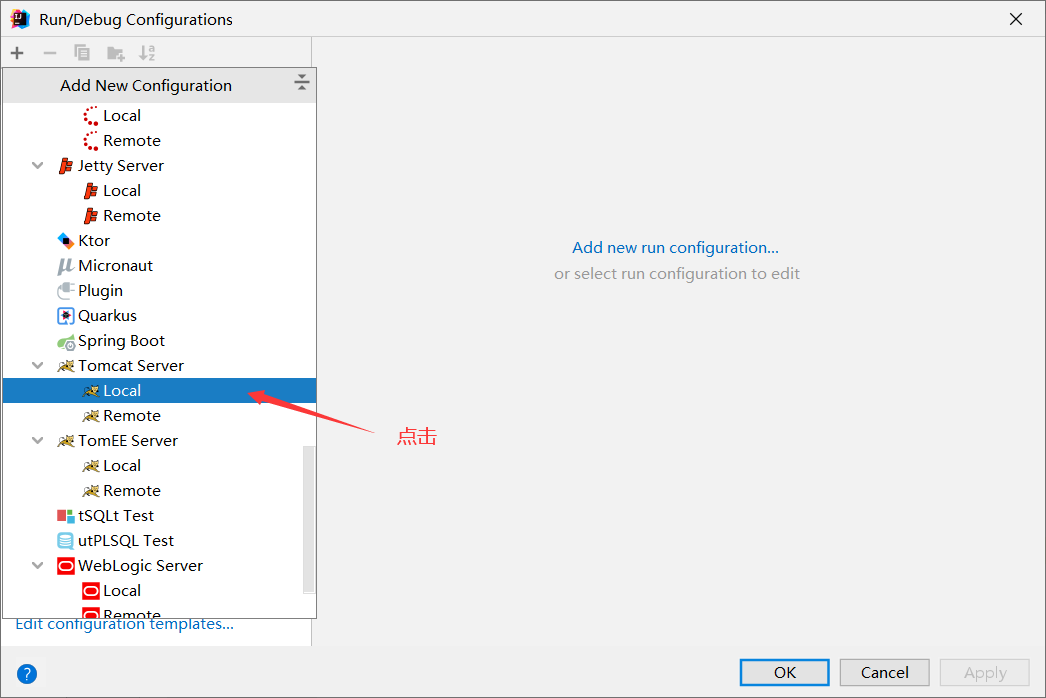 Run/Debug Configurations
Add New Configuration
Local
Remote
Jetty Server
Local
Remote
Ktor
Micronaut
Plugin
Quarkus
Spring Boot
Tomcat Server
Local
Remote
TomEE Server
Local
Remote
tSQLt Test
utPLSQL Test
WebLogic Server
Local
Remote
Edit configuration templates...
Add new run configuration...
or select run configuration to edit
点击
?
OK
Cancel
Apply